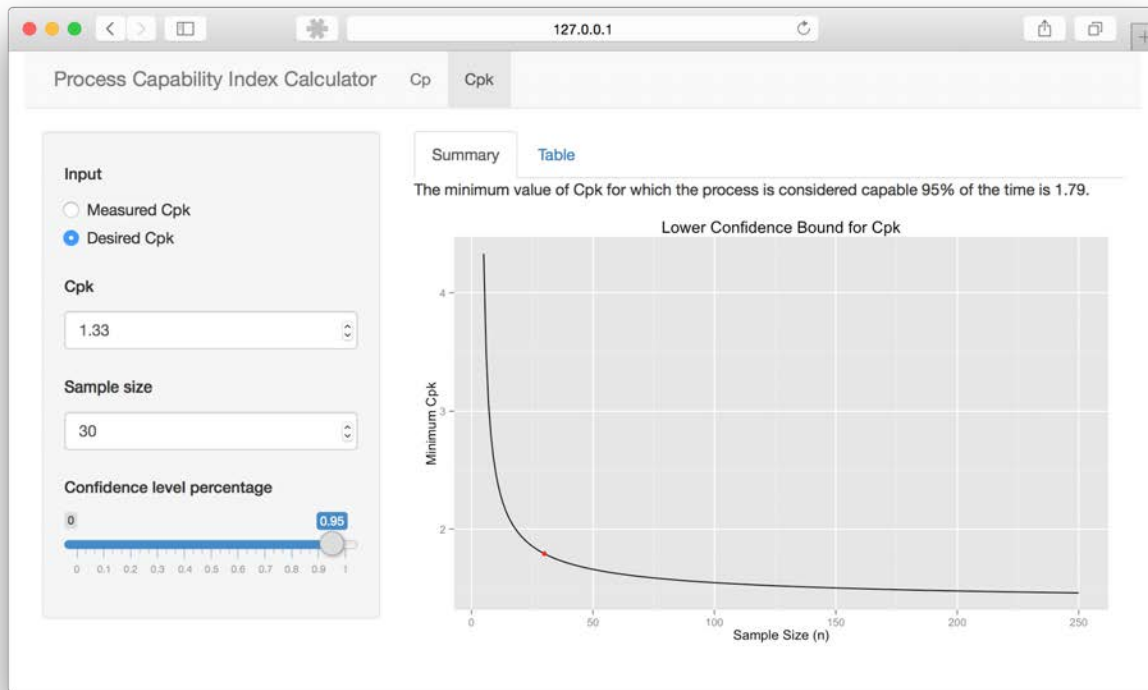 127.0.0.1
Process Capability Index Calculator Cp Cpk
Input
Measured Cpk
Desired Cpk
Cpk
1.33
Sample size
30
Confidence level percentage
0 0.95
0 0.1 0.2 0.3 0.4 0.5 0.6 0.7 0.8 0.9 1
Summary Table
The minimum value of Cpk for which the process is considered capable 95% of the time is 1.79.
Lower Confidence Bound for Cpk
Minimum Cpk
4
3
2
0 50 100 150 200 250
Sample Size (n)